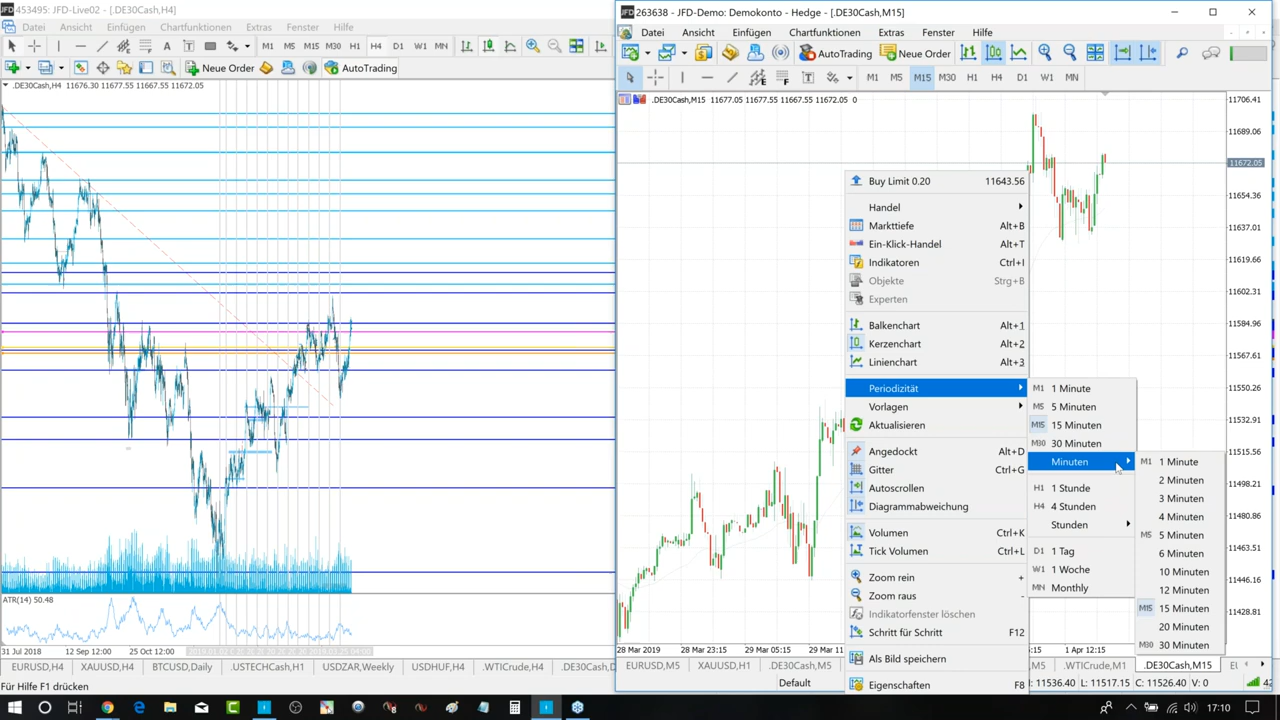 453495: JFD-Live02 - [.DE30Cash,H4]
Datei Ansicht Einfügen Chartfunktionen Extras Fenster Hilfe
M1 M5 M15 M30 H1 H4 D1 W1 MN
New Order AutoTrading
.DE30Cash,H4 11676.30 11677.55 11667.55 11672.05
ATR(14) 50.48
31 Jul 2018 12 Sep 12:00 25 Oct 12:00
EURUSD,H4 XAUUSD,H4 BTCUSD,Daily .USTECHCash,H1 USDZAR,Weekly USDHUF,H4 .WTICrude,H4 .DE30Cash,
Für Hilfe F1 drücken
263638: JFD-Demo: Demokonto - Hedge - [.DE30Cash,M15]
Datei Ansicht Einfügen Chartfunktionen Extras Fenster Hilfe
AutoTrading New Order
M1 M5 M15 M30 H1 H4 D1 W1 MN
.DE30Cash,M15 11677.05 11677.55 11667.55 11672.05 0
11706.41
11689.06
11672.05
11654.36
11637.01
11619.66
11602.31
11584.96
11567.61
11550.26
11532.91
11515.56
11498.21
11480.86
11463.51
11446.16
11428.81
Buy Limit 0.20 11643.56
Handel
Markttiefe Alt+B
Ein-Klick-Handel Alt+T
Indikatoren Ctrl+I
Objekte Strg+B
Experten
Balkenchart Alt+1
Kerzenchart Alt+2
Linienchart Alt+3
Periodizität
Vorlagen
Aktualisieren
Angedockt Alt+D
Gitter Ctrl+G
Autoscrollen
Diagrammabweichung
Volumen Ctrl+K
Tick Volumen Ctrl+L
Zoom rein +
Zoom raus -
Indikatorfenster löschen
Schritt für Schritt F12
Als Bild speichern
Eigenschaften F8
M1 1 Minute
M5 5 Minuten
M15 15 Minuten
M30 30 Minuten
Minuten
H1 1 Stunde
H4 4 Stunden
Stunden
D1 1 Tag
W1 1 Woche
MN Monthly
M1 1 Minute
2 Minuten
3 Minuten
4 Minuten
M5 5 Minuten
6 Minuten
10 Minuten
12 Minuten
M15 15 Minuten
20 Minuten
M30 30 Minuten
28 Mar 2019 28 Mar 23:15 29 Mar 05:15 29 Mar 1 1 Apr 12:15
EURUSD,M5 XAUUSD,H1 .DE30Cash,M5 .WTICrude,M1 .DE30Cash,M15
Default H: 11536.40 L: 11517.15 C: 11526.40 V: 0
17:10